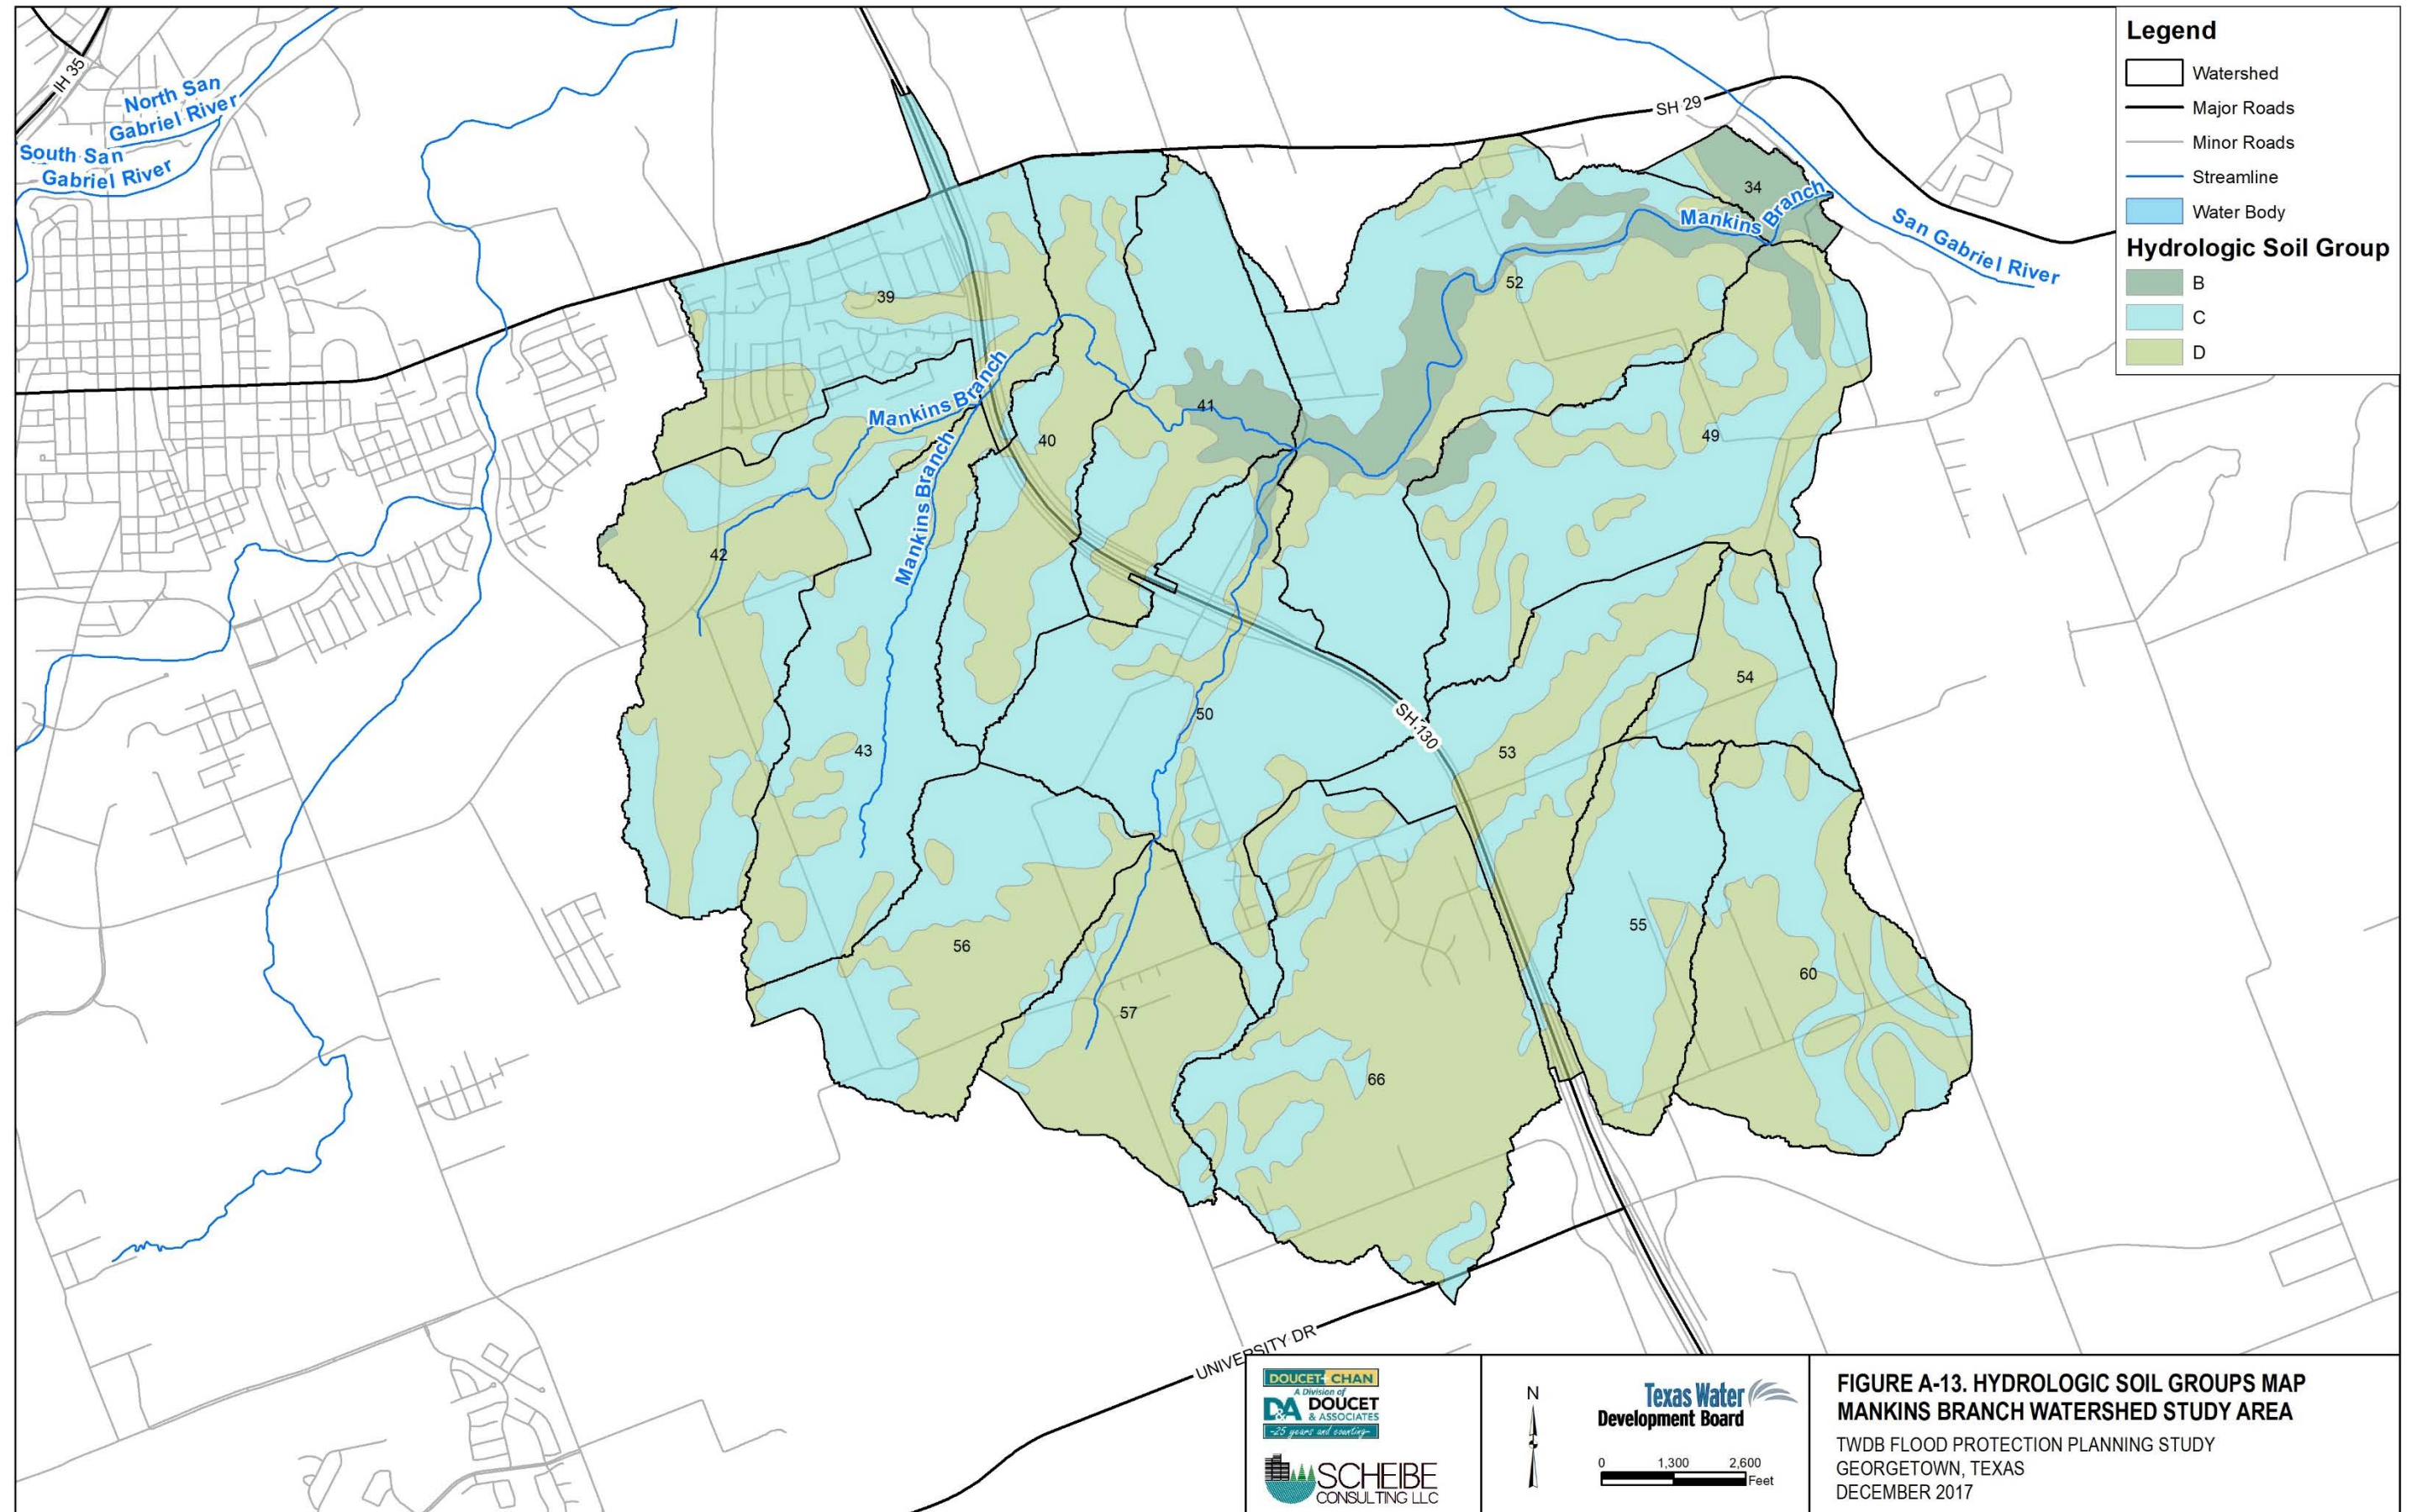 IH 35
North San
Gabriel River
South San
Gabriel River
SH 29
34
Mankins Branch
San Gabriel River
39
52
Mankins Branch
41
40
49
Mankins Branch
42
54
50
SH 130
53
43
55
56
60
57
66
UNIVERSITY DR
Legend
Watershed
Major Roads
Minor Roads
Streamline
Water Body
Hydrologic Soil Group
B
C
D
DOUCET+CHAN
A Division of
D&A DOUCET
& ASSOCIATES
-25 years and counting-
SCHEIBE
CONSULTING LLC
N
Texas Water
Development Board
0 1,300 2,600
Feet
FIGURE A-13. HYDROLOGIC SOIL GROUPS MAP
MANKINS BRANCH WATERSHED STUDY AREA
TWDB FLOOD PROTECTION PLANNING STUDY
GEORGETOWN, TEXAS
DECEMBER 2017